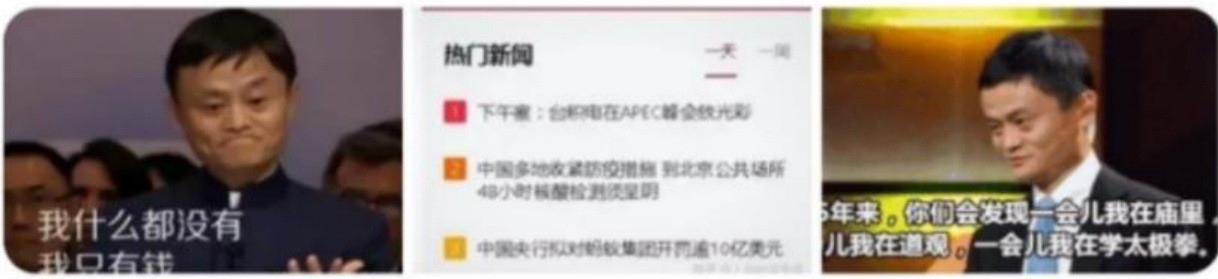 我什么都没有
我只有钱
热门新闻
一天 一周
1 下午察：台积电在APEC峰会放光彩
2 中国多地收紧防疫措施 到北京公共场所
48小时核酸检测须呈阴
3 中国央行拟对蚂蚁集团开罚逾10亿美元
5年来，你们会发现一会儿我在庙里，
儿我在道观，一会儿我在学太极拳。